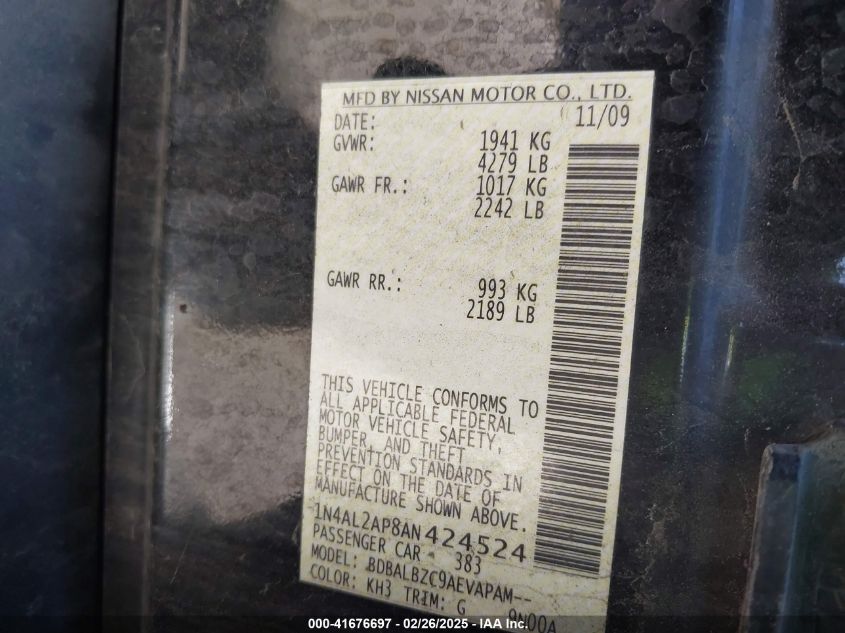 MFD BY NISSAN MOTOR CO., LTD.
DATE: 11/09
GVWR: 1941 KG
4279 LB
GAWR FR.: 1017 KG
2242 LB
GAWR RR.: 993 KG
2189 LB
THIS VEHICLE CONFORMS TO
ALL APPLICABLE FEDERAL
MOTOR VEHICLE SAFETY,
BUMPER, AND THEFT
PREVENTION STANDARDS IN
EFFECT ON THE DATE OF
MANUFACTURE SHOWN ABOVE.
1N4AL2AP8AN424524
PASSENGER CAR 383
MODEL: BDBALBZC9AEVAPAM--
COLOR: KH3 TRIM: G 9N00A
000-41676697 - 02/26/2025 - IAA Inc.